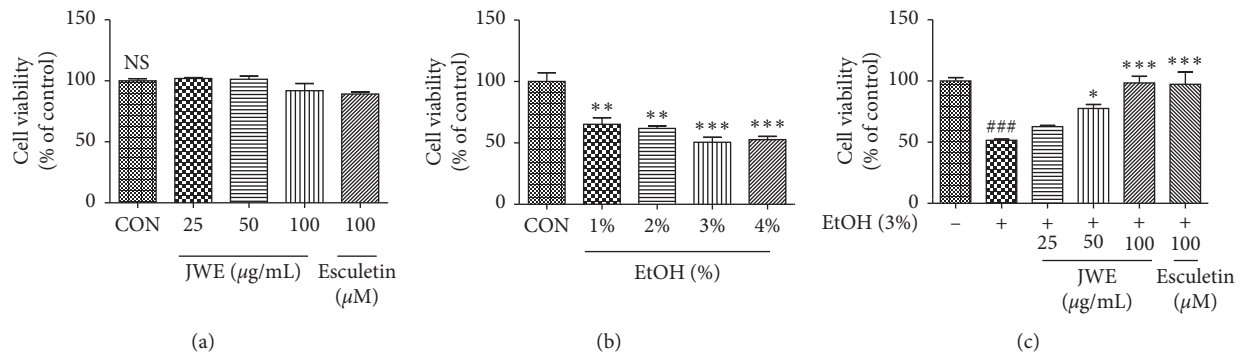 150
100
50
0
Cell viability
(% of control)
NS
CON
25
50
100
100
JWE (µg/mL)
Esculetin
(µM)
(a)
150
100
50
0
Cell viability
(% of control)
**
**
***
***
CON
1%
2%
3%
4%
EtOH (%)
(b)
150
100
50
0
Cell viability
(% of control)
###
*
***
***
EtOH (3%) – + + + + +
25
50
100
100
JWE
(µg/mL)
Esculetin
(µM)
(c)